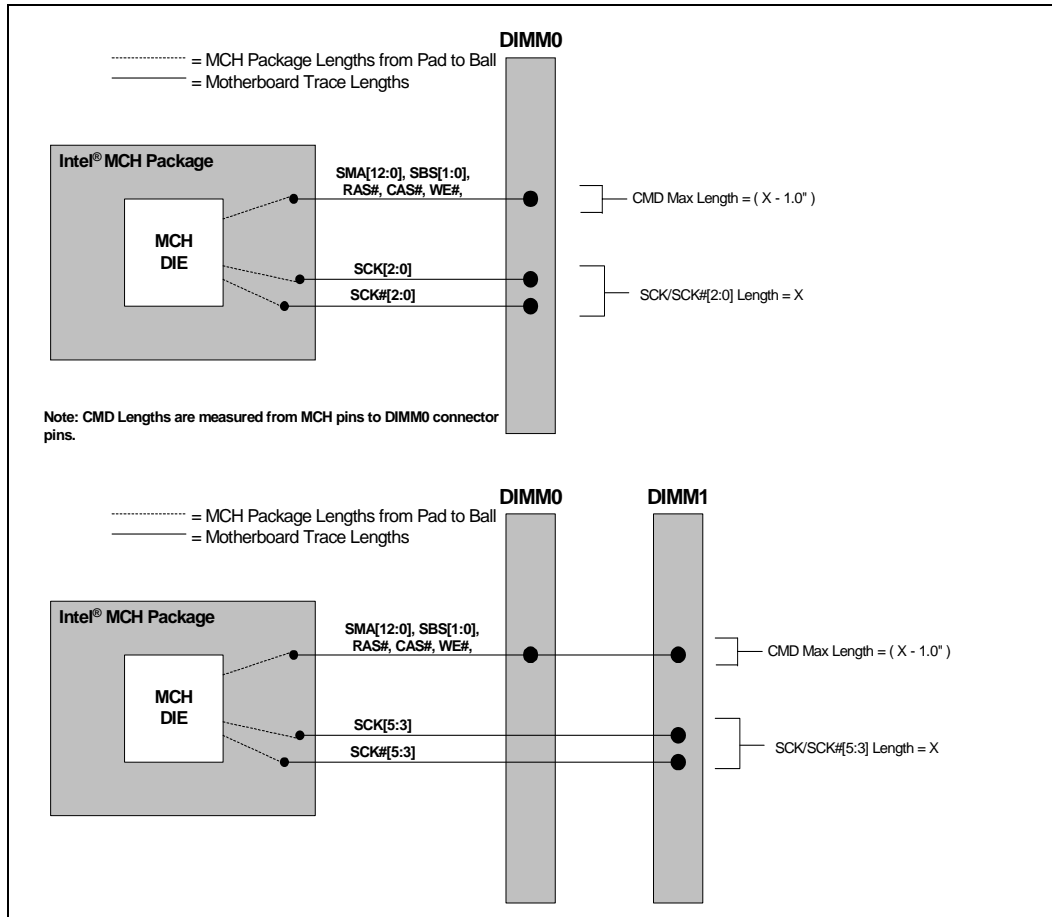 DIMM0
= MCH Package Lengths from Pad to Ball
= Motherboard Trace Lengths
Intel® MCH Package
SMA[12:0], SBS[1:0],
RAS#, CAS#, WE#,
CMD Max Length = ( X - 1.0" )
MCH
DIE
SCK[2:0]
SCK#[2:0]
SCK/SCK#[2:0] Length = X
Note: CMD Lengths are measured from MCH pins to DIMM0 connector
pins.
DIMM0
DIMM1
= MCH Package Lengths from Pad to Ball
= Motherboard Trace Lengths
Intel® MCH Package
SMA[12:0], SBS[1:0],
RAS#, CAS#, WE#,
CMD Max Length = ( X - 1.0" )
MCH
DIE
SCK[5:3]
SCK#[5:3]
SCK/SCK#[5:3] Length = X